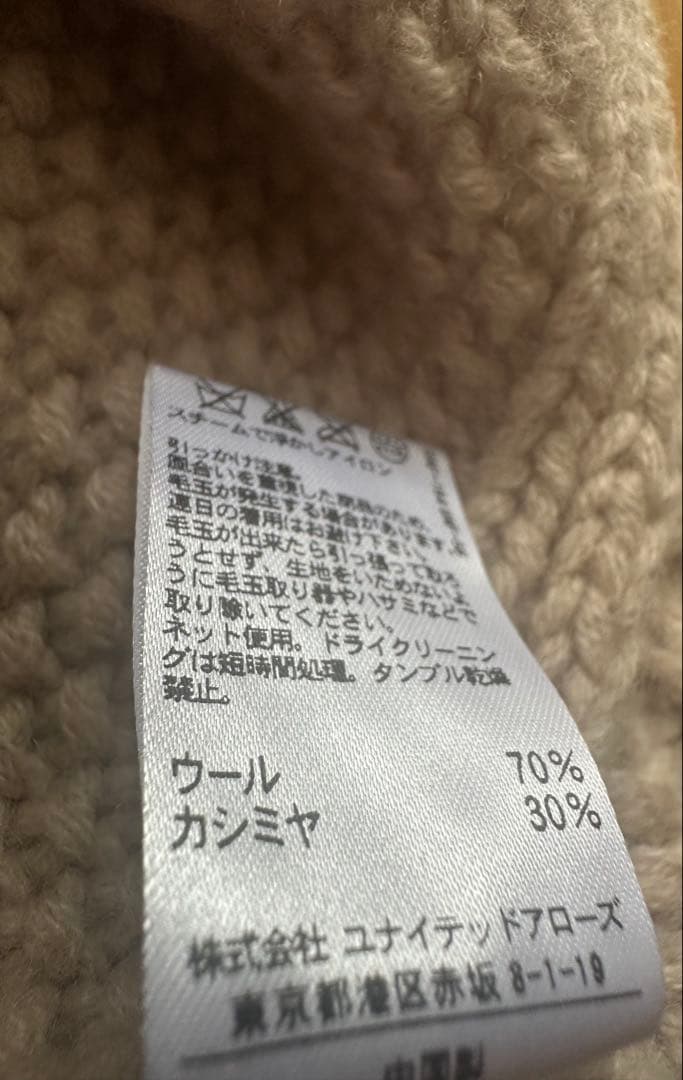 スチームで浮かしアイロン
引っかけ注意。
風合いを重視した商品のため、
毛玉が発生する場合があります。
連日の着用はお避け下さい。
毛玉が出来たら引っ張ってむろ
うとせず、生地をいためないよ
うに毛玉取り器やハサミなどで
取り除いてください。
ネット使用。ドライクリーニン
グは短時間処理。タンブル乾燥
禁止。
ウール 70%
カシミヤ 30%
株式会社 ユナイテッドアローズ
東京都港区赤坂 8-1-19
中国製